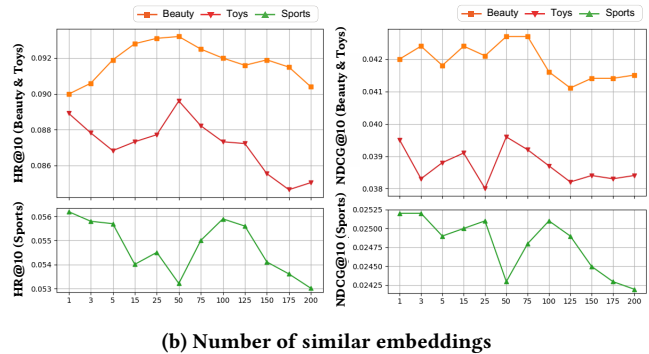 Beauty Toys Sports
HR@10 (Beauty & Toys)
0.092
0.090
0.088
0.086
HR@10 (Sports)
0.056
0.055
0.054
0.053
1 3 5 15 25 50 75 100 125 150 175 200
Beauty Toys Sports
NDCG@10 (Beauty & Toys)
0.042
0.041
0.040
0.039
0.038
NDCG@10 (Sports)
0.02525
0.02500
0.02475
0.02450
0.02425
1 3 5 15 25 50 75 100 125 150 175 200
(b) Number of similar embeddings